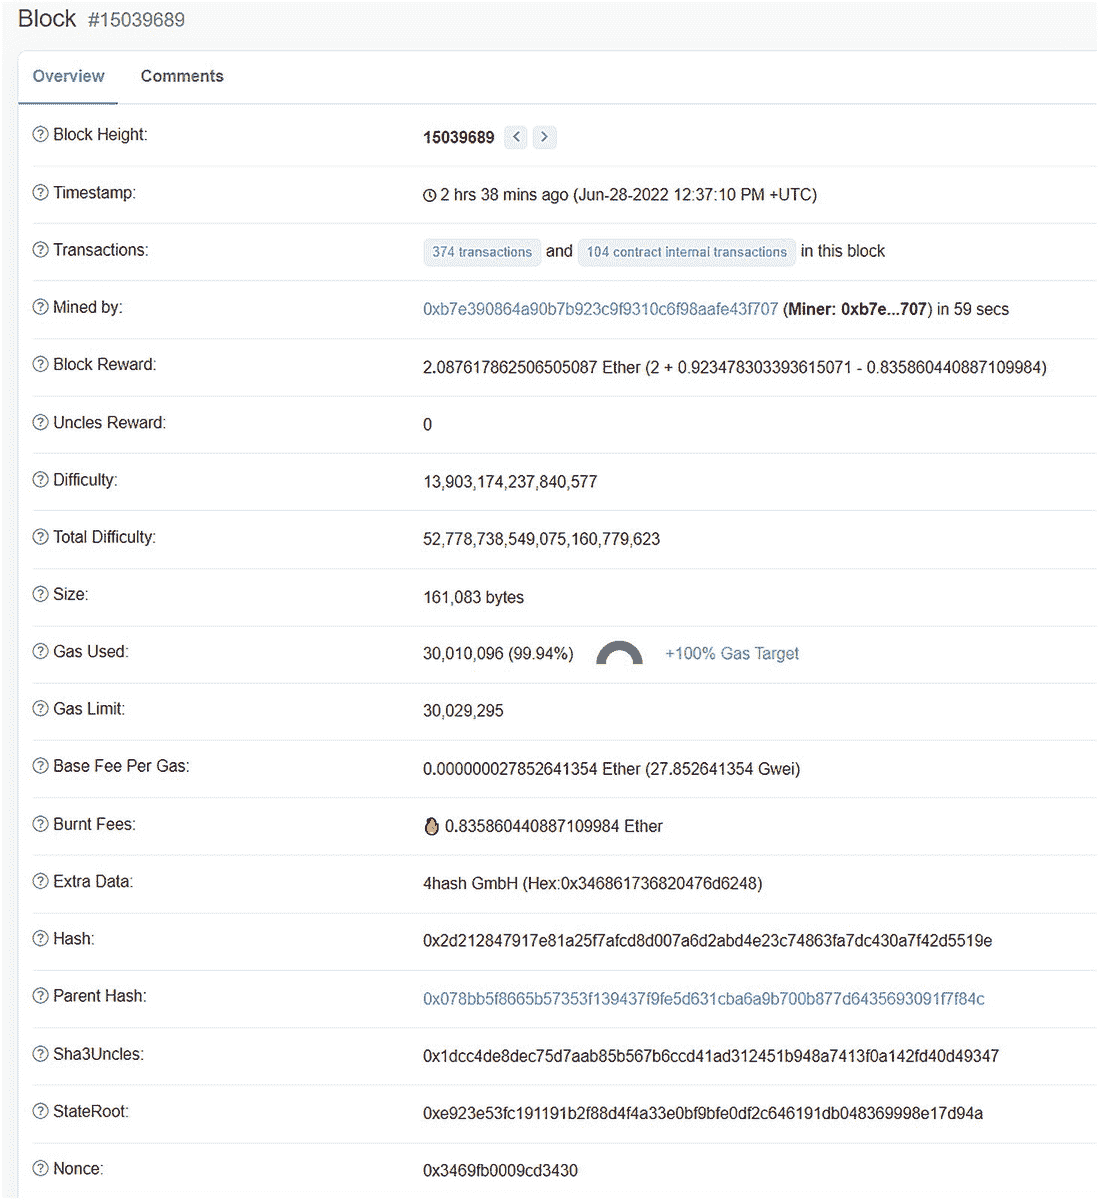 Block #15039689
Overview Comments
Block Height: 15039689
Timestamp: 2 hrs 38 mins ago (Jun-28-2022 12:37:10 PM +UTC)
Transactions: 374 transactions and 104 contract internal transactions in this block
Mined by: 0xb7e390864a90b7b923c9f9310c6f98aafe43f707 (Miner: 0xb7e...707) in 59 secs
Block Reward: 2.087617862506505087 Ether (2 + 0.923478303393615071 - 0.835860440887109984)
Uncles Reward: 0
Difficulty: 13,903,174,237,840,577
Total Difficulty: 52,778,738,549,075,160,779,623
Size: 161,083 bytes
Gas Used: 30,010,096 (99.94%) +100% Gas Target
Gas Limit: 30,029,295
Base Fee Per Gas: 0.000000027852641354 Ether (27.852641354 Gwei)
Burnt Fees: 0.835860440887109984 Ether
Extra Data: 4hash GmbH (Hex:0x346861736820476d6248)
Hash: 0x2d212847917e81a25f7afcd8d007a6d2abd4e23c74863fa7dc430a7f42d5519e
Parent Hash: 0x078bb5f8665b57353f139437f9fe5d631cba6a9b700b877d6435693091f7f84c
Sha3Uncles: 0x1dcc4de8dec75d7aab85b567b6ccd41ad312451b948a7413f0a142fd40d49347
StateRoot: 0xe923e53fc191191b2f88d4f4a33e0bf9bfe0df2c646191db048369998e17d94a
Nonce: 0x3469fb0009cd3430